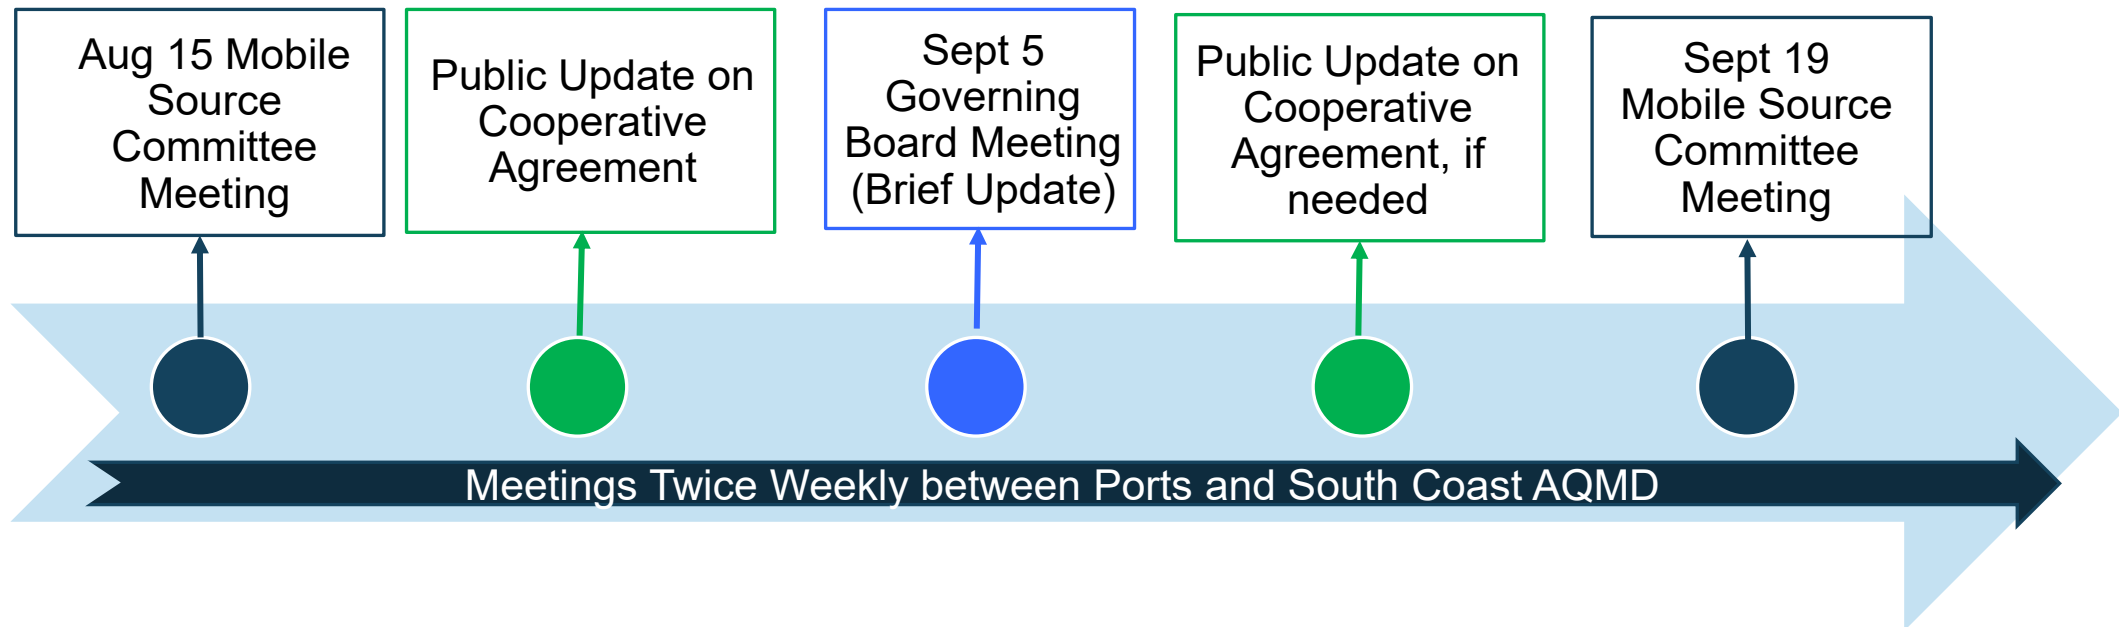 Aug 15 Mobile
Source
Committee
Meeting
Public Update on
Cooperative
Agreement
Sept 5
Governing
Board Meeting
(Brief Update)
Public Update on
Cooperative
Agreement, if
needed
Sept 19
Mobile Source
Committee
Meeting
Meetings Twice Weekly between Ports and South Coast AQMD